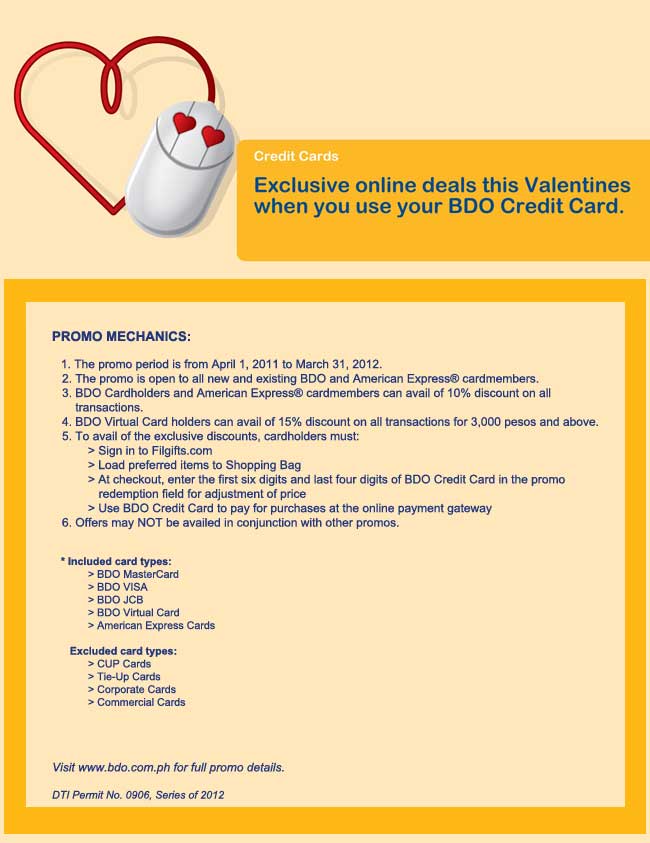 Credit Cards
Exclusive online deals this Valentines
when you use your BDO Credit Card.
PROMO MECHANICS:
1. The promo period is from April 1, 2011 to March 31, 2012.
2. The promo is open to all new and existing BDO and American Express® cardmembers.
3. BDO Cardholders and American Express® cardmembers can avail of 10% discount on all
transactions.
4. BDO Virtual Card holders can avail of 15% discount on all transactions for 3,000 pesos and above.
5. To avail of the exclusive discounts, cardholders must:
> Sign in to Filgifts.com
> Load preferred items to Shopping Bag
> At checkout, enter the first six digits and last four digits of BDO Credit Card in the promo
redemption field for adjustment of price
> Use BDO Credit Card to pay for purchases at the online payment gateway
6. Offers may NOT be availed in conjunction with other promos.
* Included card types:
> BDO MasterCard
> BDO VISA
> BDO JCB
> BDO Virtual Card
> American Express Cards
Excluded card types:
> CUP Cards
> Tie-Up Cards
> Corporate Cards
> Commercial Cards
Visit www.bdo.com.ph for full promo details.
DTI Permit No. 0906, Series of 2012